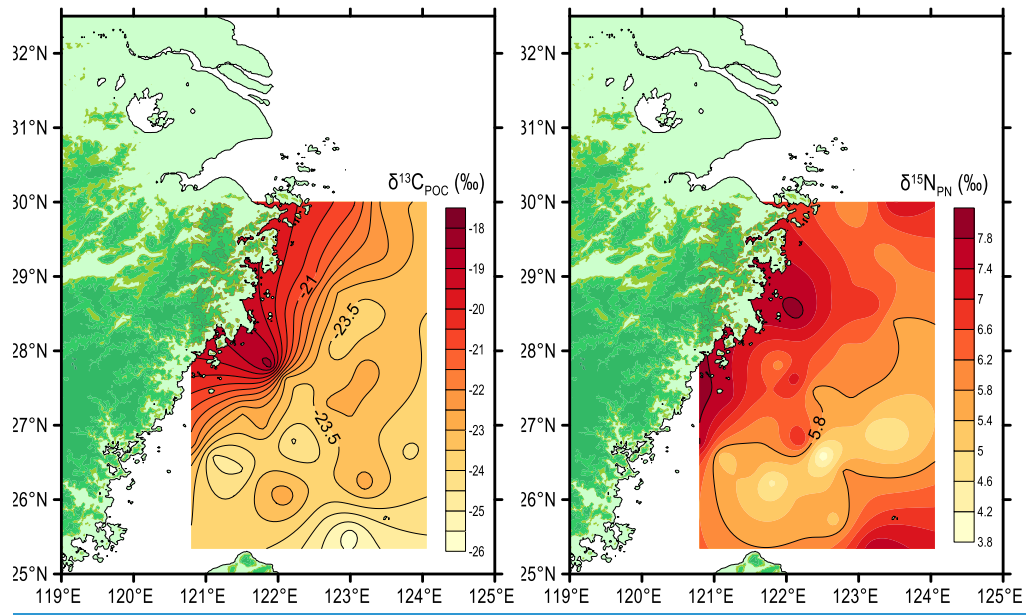 32°N
31°N
30°N
29°N
28°N
27°N
26°N
25°N
119°E
120°E
121°E
122°E
123°E
124°E
125°E
δ¹³C_POC (‰)
-18
-19
-20
-21
-22
-23
-24
-25
-26
-21
-23.5
-23.5
32°N
31°N
30°N
29°N
28°N
27°N
26°N
25°N
119°E
120°E
121°E
122°E
123°E
124°E
125°E
δ¹⁵N_PN (‰)
7.8
7.4
7
6.6
6.2
5.8
5.4
5
4.6
4.2
3.8
5.8